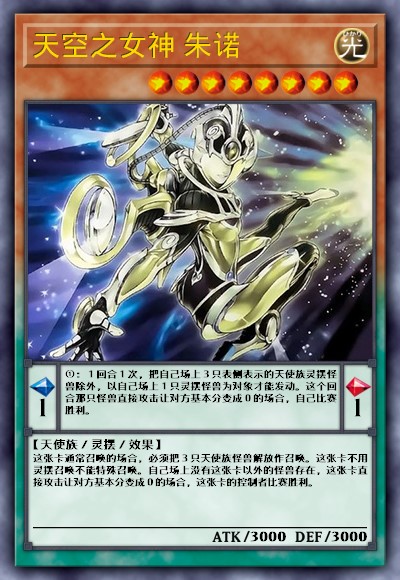 天空之女神 朱诺
ひかり
光
①：1回合1次，把自己场上3只表侧表示的天使族灵摆怪
兽除外，以自己场上1只灵摆怪兽为对象才能发动。这个回
合那只怪兽直接攻击让对方基本分变成0的场合，自己比赛
胜利。
1
1
【天使族／灵摆／效果】
这张卡通常召唤的场合，必须把3只天使族怪兽解放作召唤。这张卡不用
灵摆召唤不能特殊召唤。自己场上没有这张卡以外的怪兽存在，这张卡直
接攻击让对方基本分变成0的场合，这张卡的控制者比赛胜利。
ATK/3000 DEF/3000